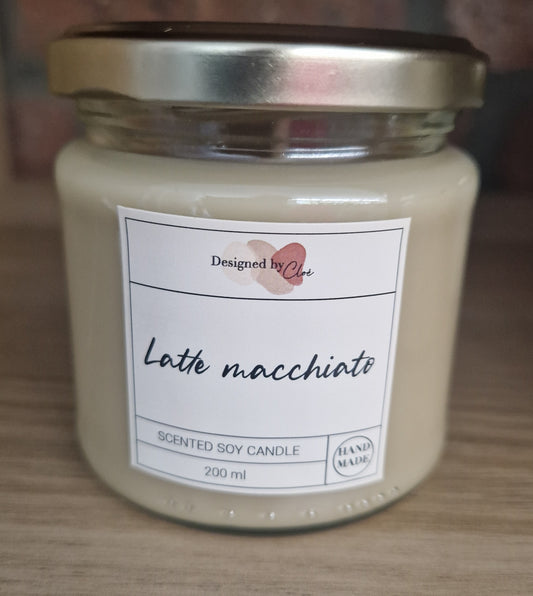 Designed by Cloé
Latte macchiato
SCENTED SOY CANDLE
200 ml
HAND
MADE